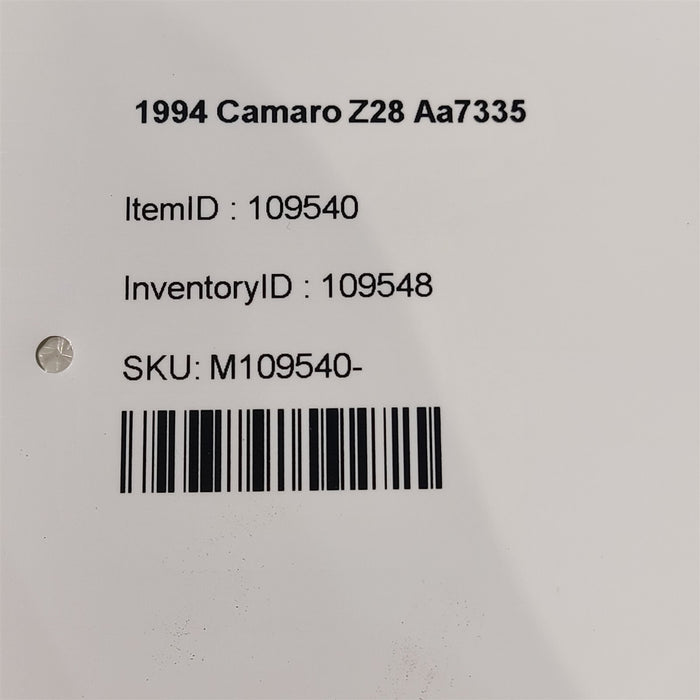 1994 Camaro Z28 Aa7335
ItemID : 109540
InventoryID : 109548
SKU: M109540-